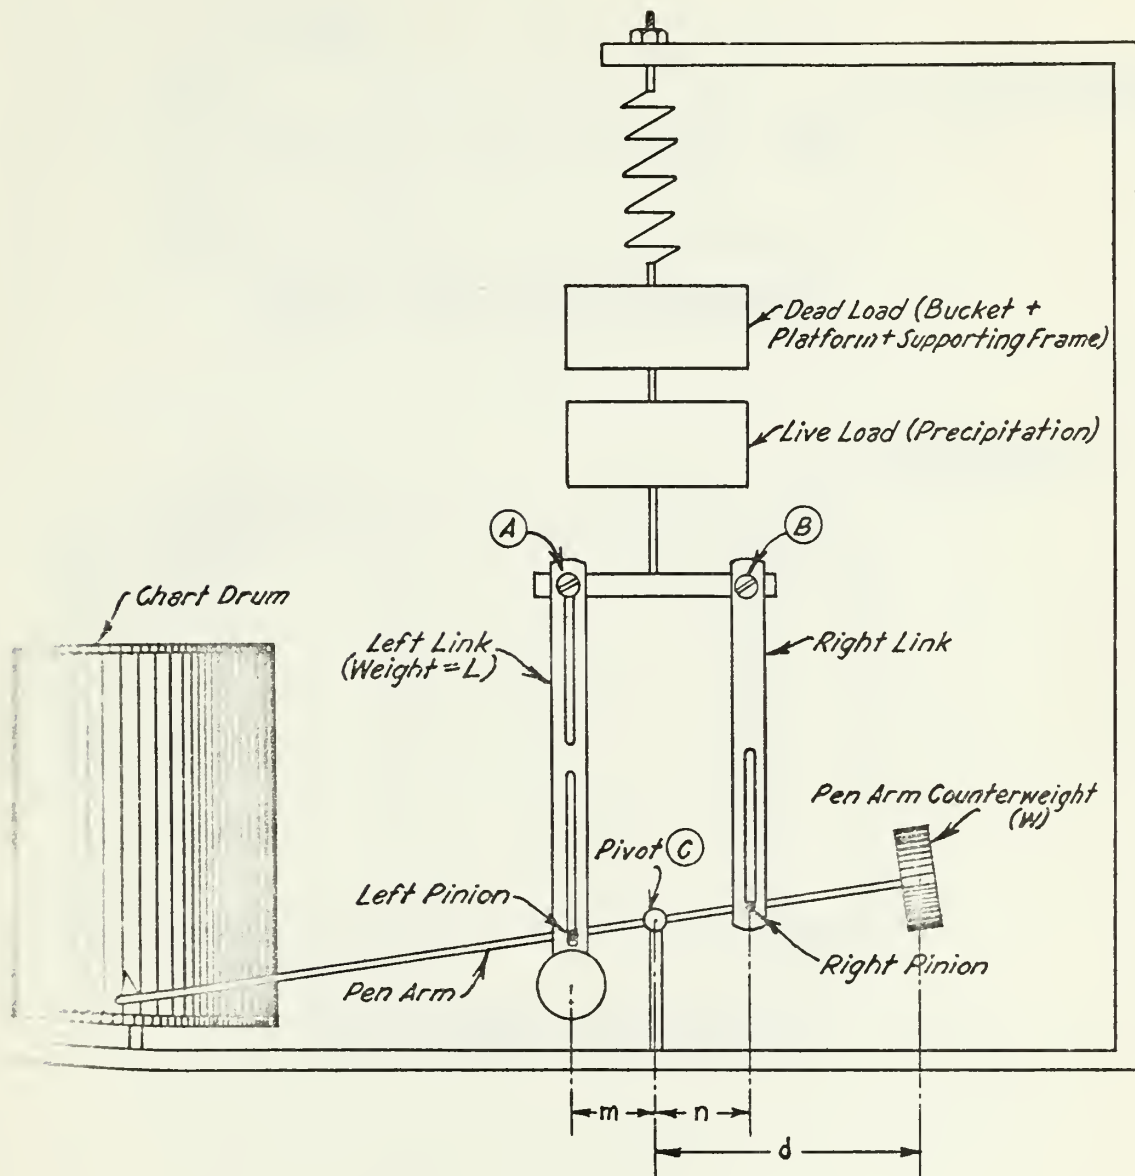 Dead Load (Bucket +
Platform + Supporting Frame)
Live Load (Precipitation)
A
B
Chart Drum
Left Link
(Weight = L)
Right Link
Pen Arm Counterweight
(W)
Pivot C
Left Pinion
Right Pinion
Pen Arm
m
n
d